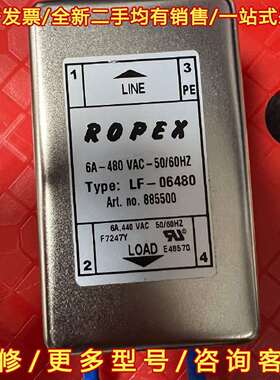 发票/全新二手均有销售/一站式
1 3
LINE PE
ROPEX
6A-480 VAC-50/60HZ
Type: LF-06480
Art. no. 885500
6A,440 VAC 50/60HZ
F7247Y
E48570
LOAD
2 4
修/更多型号/咨询客